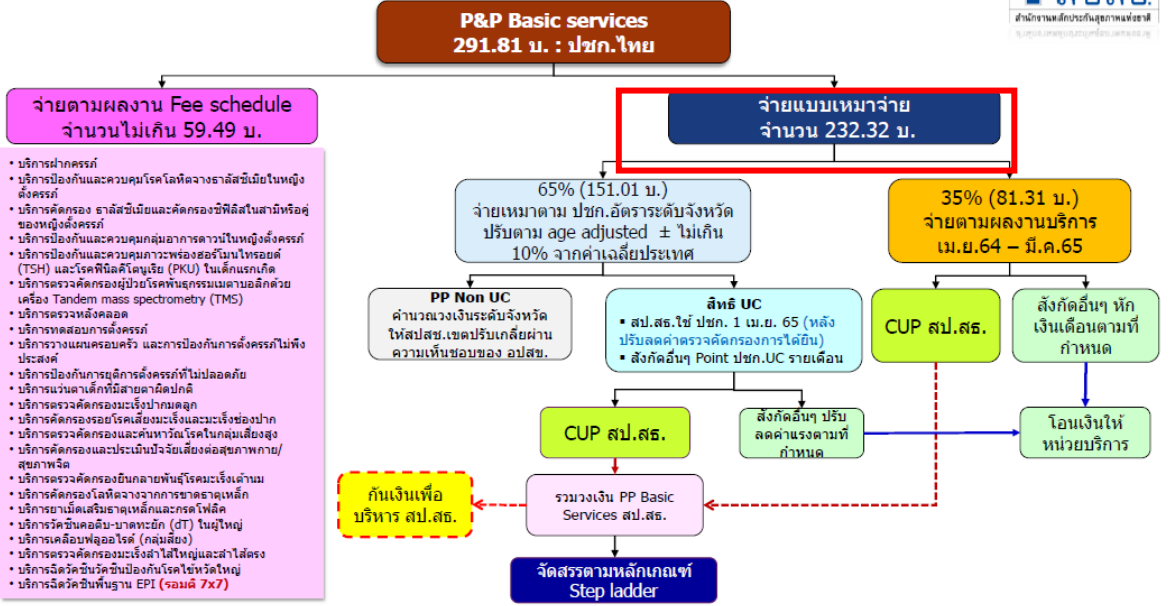 สปสช.
สำนักงานหลักประกันสุขภาพแห่งชาติ
P&P Basic services
291.81 บ. : ปชก.ไทย
จ่ายตามผลงาน Fee schedule
จำนวนไม่เกิน 59.49 บ.
จ่ายแบบเหมาจ่าย
จำนวน 232.32 บ.
• บริการฝากครรภ์
• บริการป้องกันและควบคุมโรคโลหิตจางธาลัสซีเมียในหญิง
ตั้งครรภ์
• บริการคัดกรอง ธาลัสซีเมียและคัดกรองซิฟิลิสในสามีหรือคู่
ของหญิงตั้งครรภ์
• บริการป้องกันและควบคุมกลุ่มอาการดาวน์ในหญิงตั้งครรภ์
• บริการป้องกันและควบคุมภาวะพร่องฮอร์โมนไทรอยด์
(TSH) และโรคฟีนิลคีโตนูเรีย (PKU) ในเด็กแรกเกิด
• บริการตรวจคัดกรองผู้ป่วยโรคพันธุกรรมเมตาบอลิกด้วย
เครื่อง Tandem mass spectrometry (TMS)
• บริการตรวจหลังคลอด
• บริการทดสอบการตั้งครรภ์
• บริการวางแผนครอบครัว และการป้องกันการตั้งครรภ์ไม่พึง
ประสงค์
• บริการป้องกันการยุติการตั้งครรภ์ที่ไม่ปลอดภัย
• บริการแว่นตาเด็กที่มีสายตาผิดปกติ
• บริการตรวจคัดกรองมะเร็งปากมดลูก
• บริการคัดกรองรอยโรคเสี่ยงมะเร็งและมะเร็งช่องปาก
• บริการตรวจคัดกรองและค้นหาวัณโรคในกลุ่มเสี่ยงสูง
• บริการคัดกรองและประเมินปัจจัยเสี่ยงต่อสุขภาพกาย/
สุขภาพจิต
• บริการตรวจคัดกรองยีนกลายพันธุ์โรคมะเร็งเต้านม
• บริการคัดกรองโลหิตจางจากการขาดธาตุเหล็ก
• บริการยาเม็ดเสริมธาตุเหล็กและกรดโฟลิค
• บริการวัคซีนคอตีบ-บาดทะยัก (dT) ในผู้ใหญ่
• บริการเคลือบฟลูออไรด์ (กลุ่มเสี่ยง)
• บริการตรวจคัดกรองมะเร็งลำไส้ใหญ่และลำไส้ตรง
• บริการฉีดวัคซีนวัคซีนป้องกันโรคไข้หวัดใหญ่
• บริการฉีดวัคซีนพื้นฐาน EPI (รอมติ 7x7)
65% (151.01 บ.)
จ่ายเหมาตาม ปชก.อัตราระดับจังหวัด
ปรับตาม age adjusted ± ไม่เกิน
10% จากค่าเฉลี่ยประเทศ
35% (81.31 บ.)
จ่ายตามผลงานบริการ
เม.ย.64 – มี.ค.65
PP Non UC
คำนวณวงเงินระดับจังหวัด
ให้สปสช.เขตปรับเกลี่ยผ่าน
ความเห็นชอบของ อปสข.
สิทธิ UC
▪ สป.สธ.ใช้ ปชก. 1 เม.ย. 65 (หลัง
ปรับลดค่าตรวจคัดกรองการได้ยิน)
▪ สังกัดอื่นๆ Point ปชก.UC รายเดือน
CUP สป.สธ.
สังกัดอื่นๆ หัก
เงินเดือนตามที่
กำหนด
CUP สป.สธ.
สังกัดอื่นๆ ปรับ
ลดค่าแรงตามที่
กำหนด
โอนเงินให้
หน่วยบริการ
กันเงินเพื่อ
บริหาร สป.สธ.
รวมวงเงิน PP Basic
Services สป.สธ.
จัดสรรตามหลักเกณฑ์
Step ladder